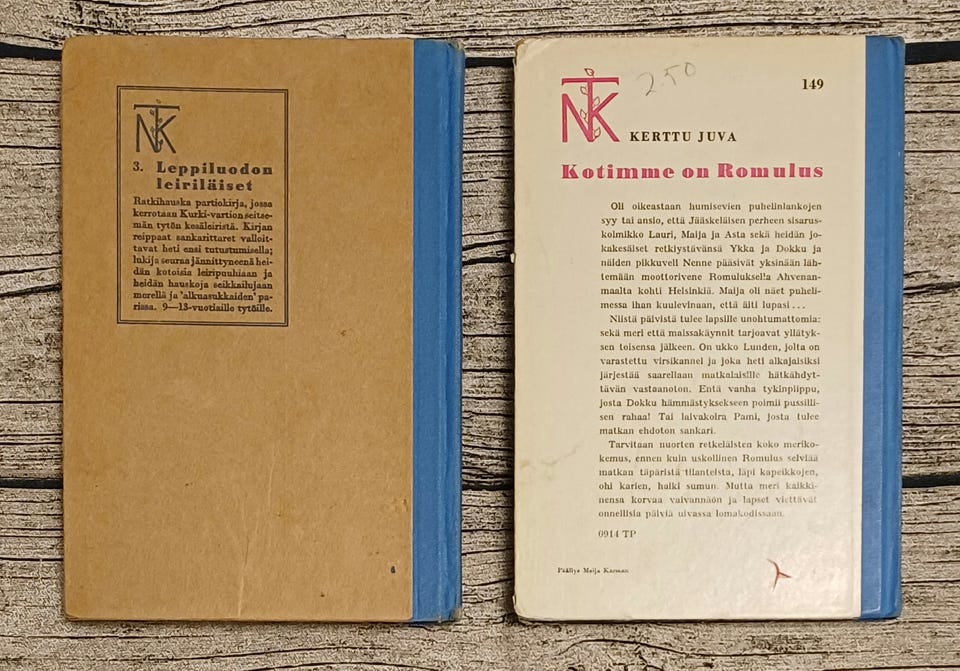 NTK
3. Leppiluodon
leiriläiset
Ratkihauska partiokirja, jossa
kerrotaan Kurki-vartion seitse-
män tytön kesäleiristä. Kirjan
reippaat sankarittaret valloit-
tavat heti ensi tutustumisella;
lukija seuraa jännittyneenä hei-
dän kotoisia leiripuuhiaan ja
heidän hauskoja seikkailujaan
merellä ja 'alkuasukkaiden' pa-
rissa. 9—13-vuotiaille tytöille.
2.50
149
NTK
KERTTU JUVA
Kotimme on Romulus
Oli oikeastaan humisevien puhelinlankojen
syy tai ansio, että Jääskeläisen perheen sisarus-
kolmikko Lauri, Maija ja Asta sekä heidän jo-
kakesäiset retkiystävänsä Ykka ja Dokku ja
näiden pikkuveli Nenne pääsivät yksinään läh-
temään moottorivene Romuluksella Ahvenan-
maalta kohti Helsinkiä. Maija oli näet puheli-
messa ihan kuulevinaan, että äiti lupasi ...
Niistä päivistä tulee lapsille unohtumattomia:
sekä meri että maissakäynnit tarjoavat yllätyk-
sen toisensa jälkeen. On ukko Lunden, jolta on
varastettu virsikannel ja joka heti alkajaisiksi
järjestää saarellaan matkalaisille hätkähdyt-
tävän vastaanoton. Entä vanha tykinpiippu,
josta Dokku hämmästyksekseen poimii pussilli-
sen rahaa! Tai laivakoira Pami, josta tulee
matkan ehdoton sankari.
Tarvitaan nuorten retkeläisten koko meriko-
kemus, ennen kuin uskollinen Romulus selviää
matkan täpäristä tilanteista, läpi kapeikkojen,
ohi karien, halki sumun. Mutta meri kaikki-
nensa korvaa vaivannäön ja lapset viettävät
onnellisia päiviä uivassa lomakodissaan.
0914 TP
Päällys Maija Karma